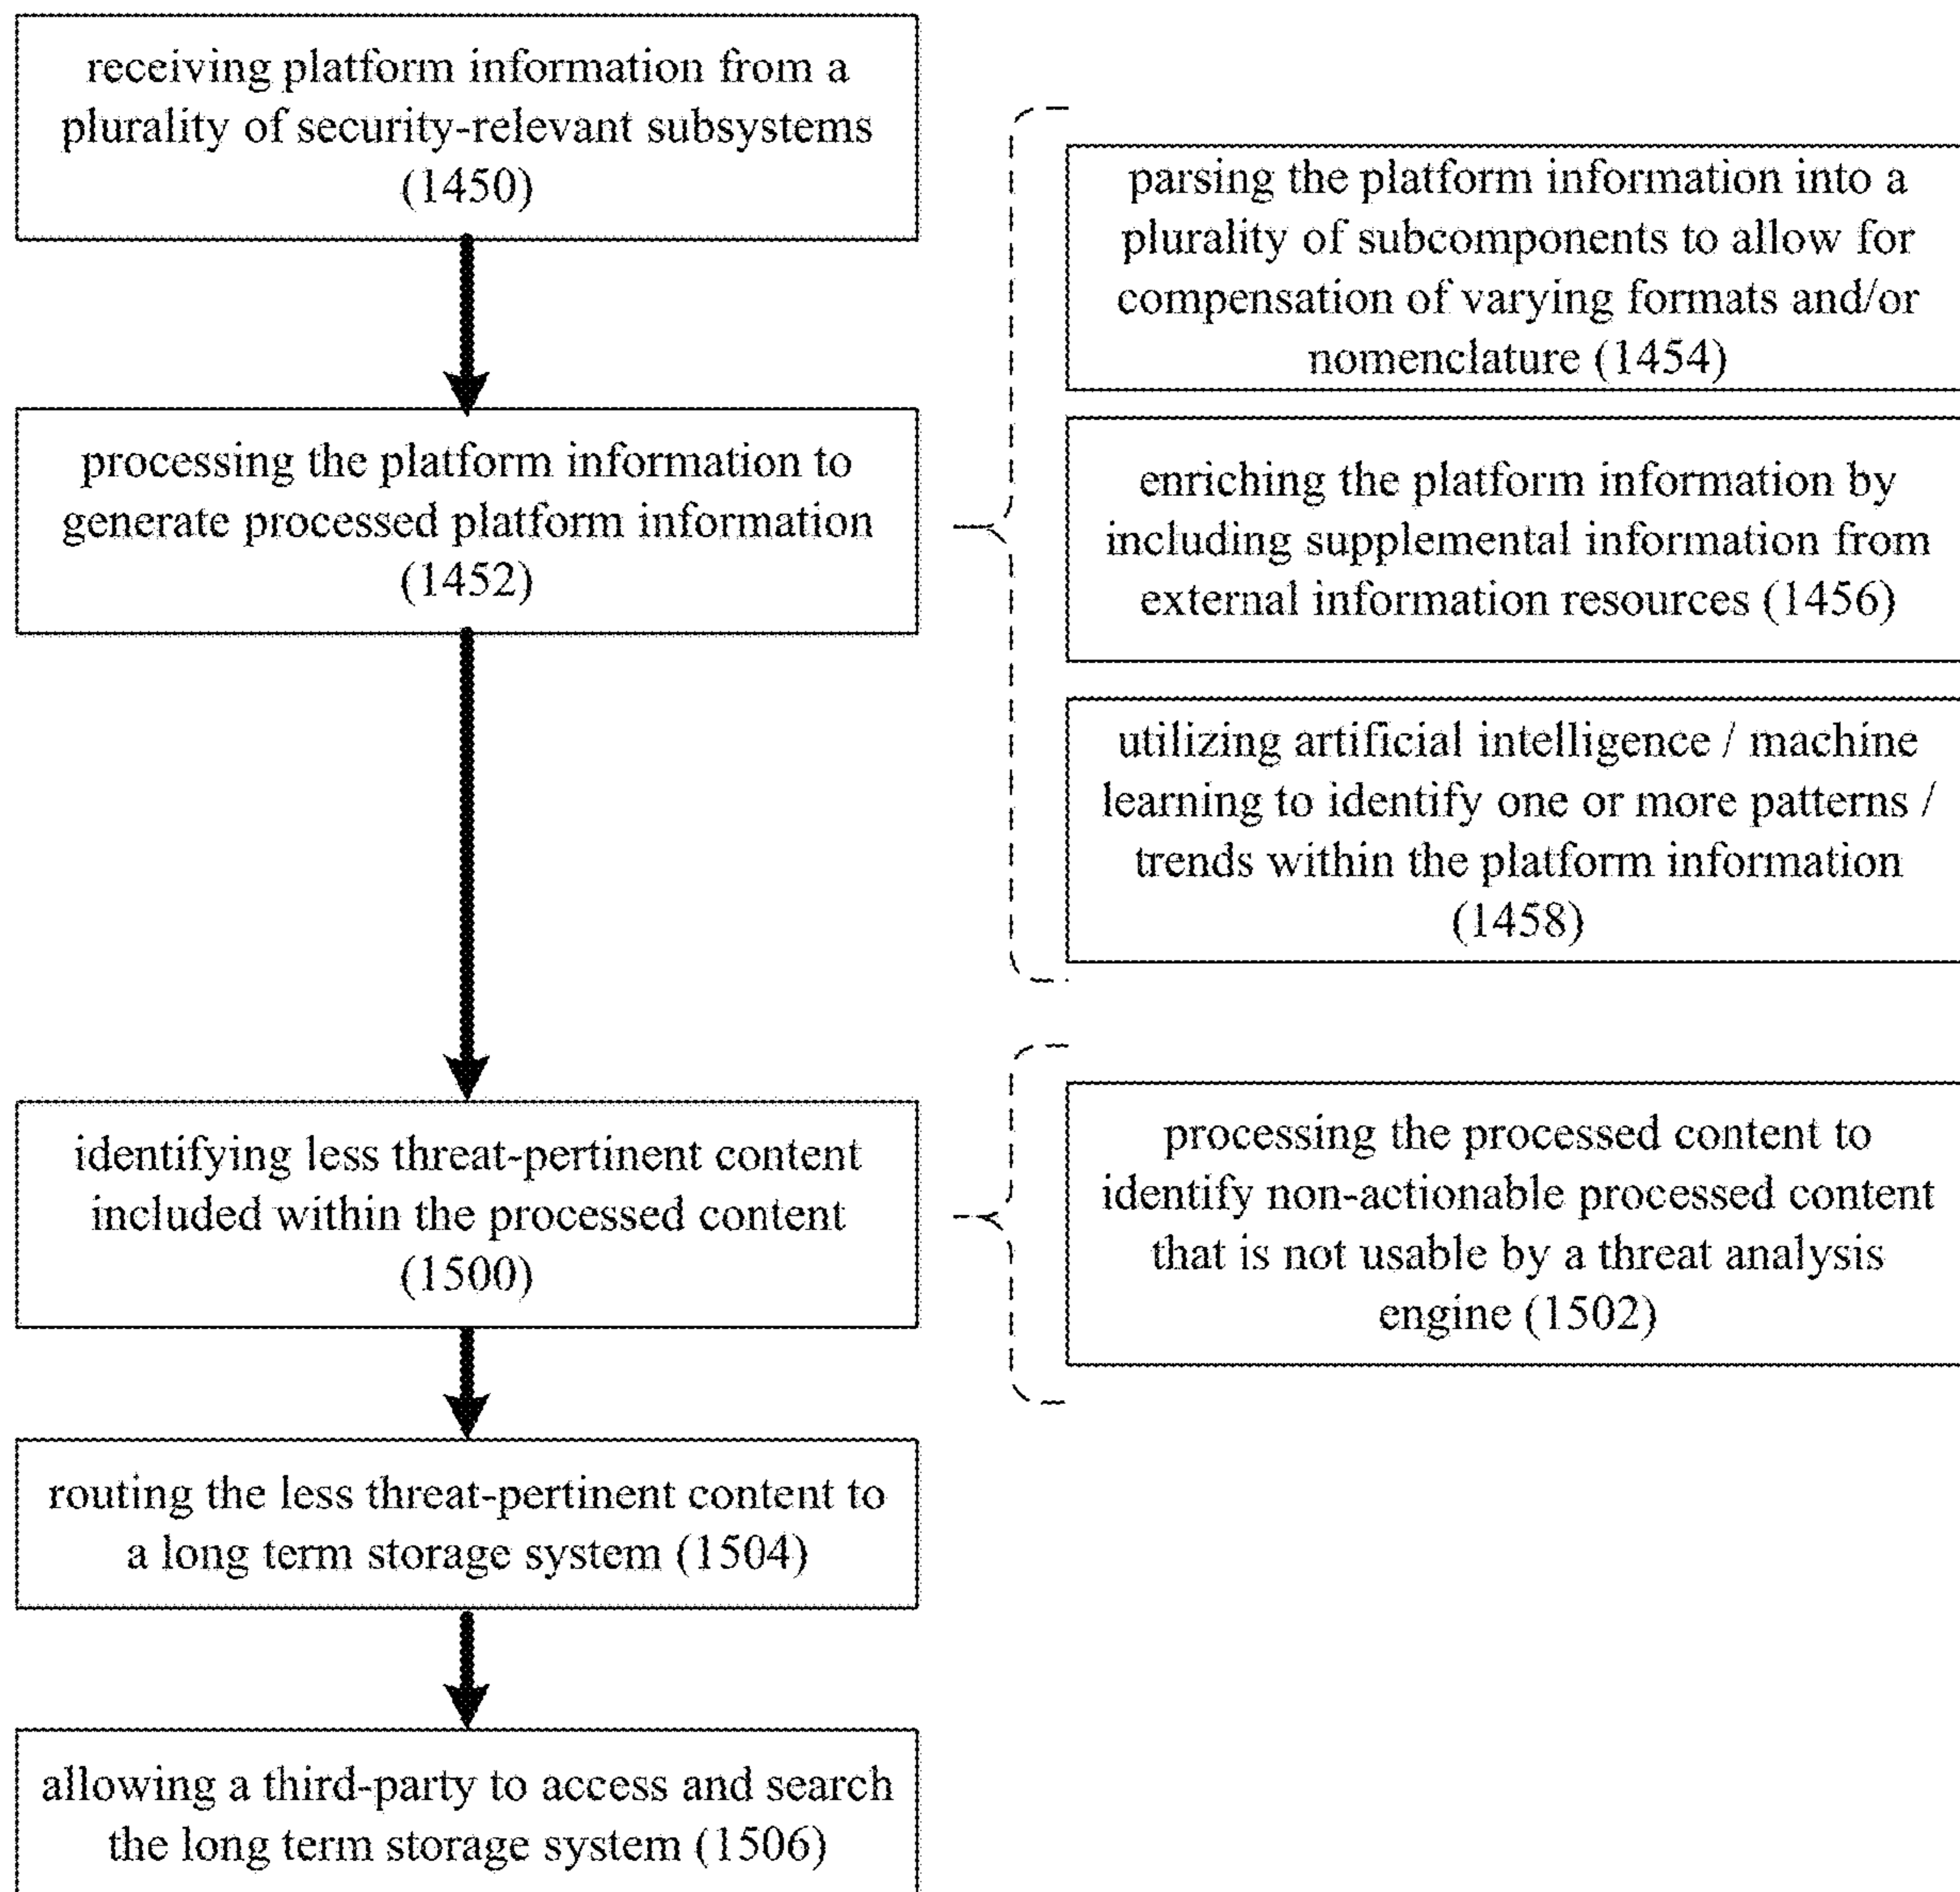 receiving platform information from a
plurality of security-relevant subsystems
(1450)
processing the platform information to
generate processed platform information
(1452)
parsing the platform information into a
plurality of subcomponents to allow for
compensation of varying formats and/or
nomenclature (1454)
enriching the platform information by
including supplemental information from
external information resources (1456)
utilizing artificial intelligence / machine
learning to identify one or more patterns /
trends within the platform information
(1458)
identifying less threat-pertinent content
included within the processed content
(1500)
processing the processed content to
identify non-actionable processed content
that is not usable by a threat analysis
engine (1502)
routing the less threat-pertinent content to
a long term storage system (1504)
allowing a third-party to access and search
the long term storage system (1506)